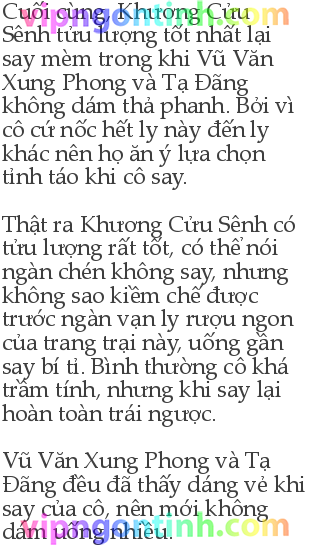 Cuối cùng, Khương Cửu
Sênh tửu lượng tốt nhất lại
say mèm trong khi Vũ Văn
Xung Phong và Tạ Đãng
không dám thả phanh. Bởi vì
cô cứ nốc hết ly này đến ly
khác nên họ ăn ý lựa chọn
tỉnh táo khi cô say.
Thật ra Khương Cửu Sênh có
tửu lượng rất tốt, có thể nói
ngàn chén không say, nhưng
không sao kiềm chế được
trước ngàn vạn ly rượu ngon
của trang trại này, uống gần
say bí tỉ. Bình thường cô khá
trầm tính, nhưng khi say lại
hoàn toàn trái ngược.
Vũ Văn Xung Phong và Tạ
Đãng đều đã thấy dáng vẻ khi
say của cô, nên mới không
dám uống nhiều.
vipngontinh.com
vipngontinh.com